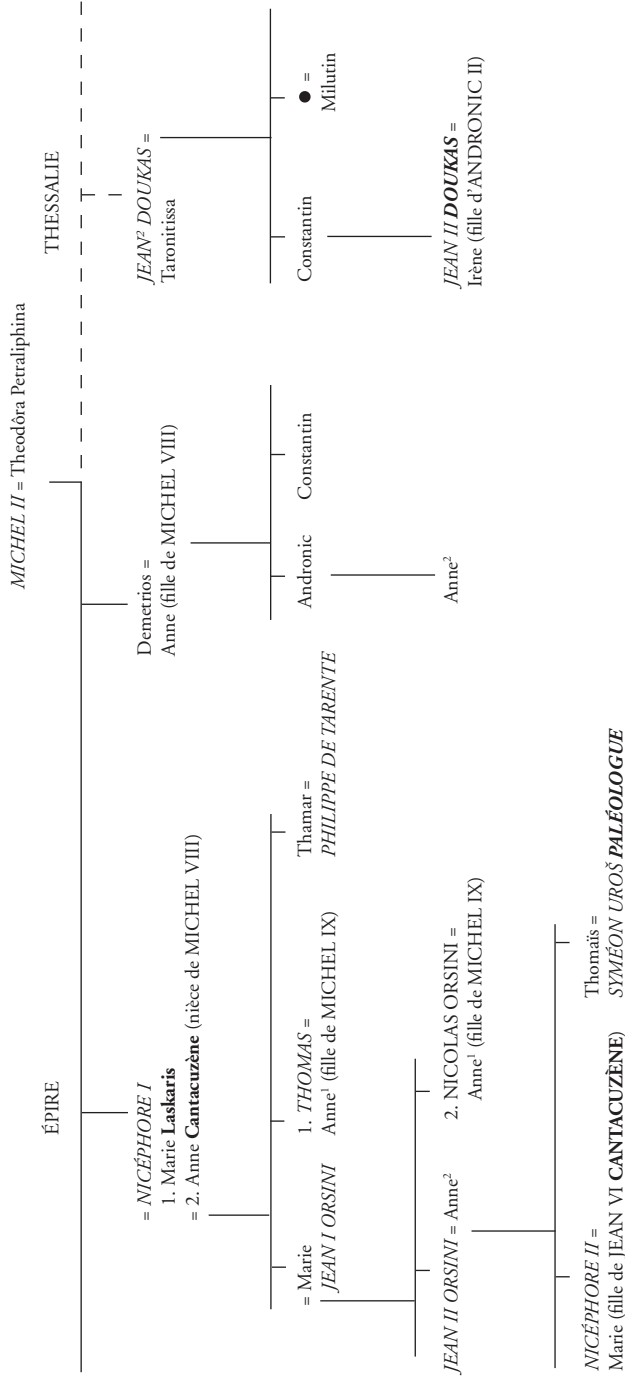 MICHEL II = Theodôra Petraliphina
ÉPIRE
THESSALIE
= NICÉPHORE I
1. Marie Laskaris
= 2. Anne Cantacuzène (nièce de MICHEL VIII)
Demetrios =
Anne (fille de MICHEL VIII)
JEAN² DOUKAS =
Taronitissa
= Marie
JEAN I ORSINI
1. THOMAS =
Anne¹ (fille de MICHEL IX)
Thamar =
PHILIPPE DE TARENTE
Andronic
Constantin
Constantin
● =
Milutin
JEAN II ORSINI = Anne²
2. NICOLAS ORSINI =
Anne¹ (fille de MICHEL IX)
Anne²
JEAN II DOUKAS =
Irène (fille d'ANDRONIC II)
NICÉPHORE II =
Marie (fille de JEAN VI CANTACUZÈNE)
Thomaïs =
SYMÉON UROŠ PALÉOLOGUE